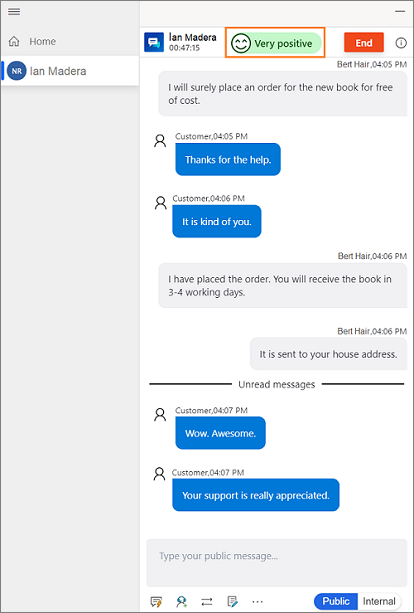 Home
NR
Ian Madera
Ian Madera
00:47:15
Very positive
End
Bert Hair,04:05 PM
I will surely place an order for the new book for free
of cost.
Customer,04:05 PM
Thanks for the help.
Customer,04:06 PM
It is kind of you.
Bert Hair,04:06 PM
I have placed the order. You will receive the book in
3-4 working days.
Bert Hair,04:06 PM
It is sent to your house address.
Unread messages
Customer,04:07 PM
Wow. Awesome.
Customer,04:07 PM
Your support is really appreciated.
Type your public message...
Public
Internal